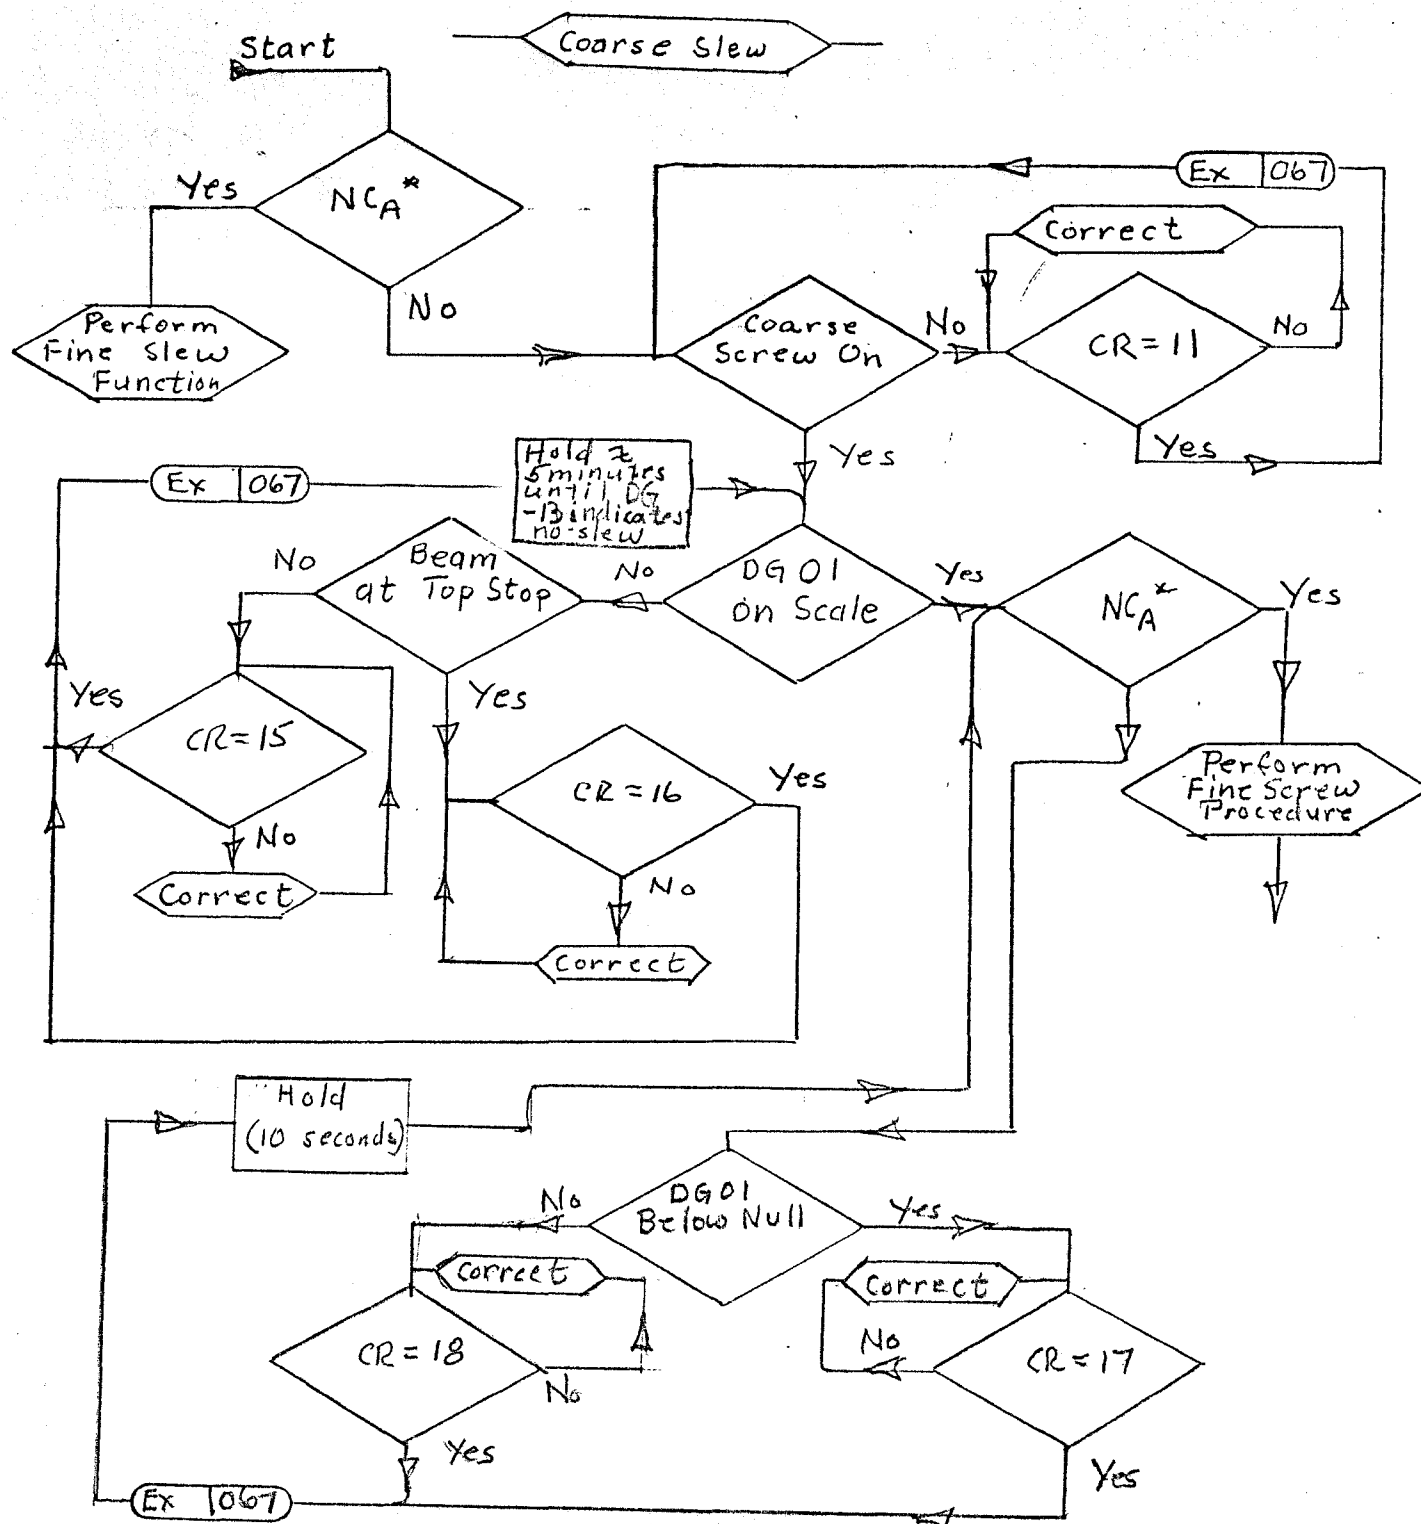 Start
Coarse Slew
Yes
NCA*
Ex 067
Correct
No
Perform
Fine Slew
Function
Coarse
Screw On
No
CR=11
No
Yes
Yes
Ex 067
Hold ≈
5 minutes
until DG
-13 indicates
no-slew
No
Beam
at Top Stop
No
DG 01
on Scale
Yes
NCA*
Yes
Yes
CR=15
Yes
CR=16
Yes
Perform
Fine Screw
Procedure
No
Correct
No
Correct
Hold
(10 seconds)
No
DG01
Below Null
Yes
Correct
Correct
CR=18
No
No
CR=17
Yes
Yes
Ex 067